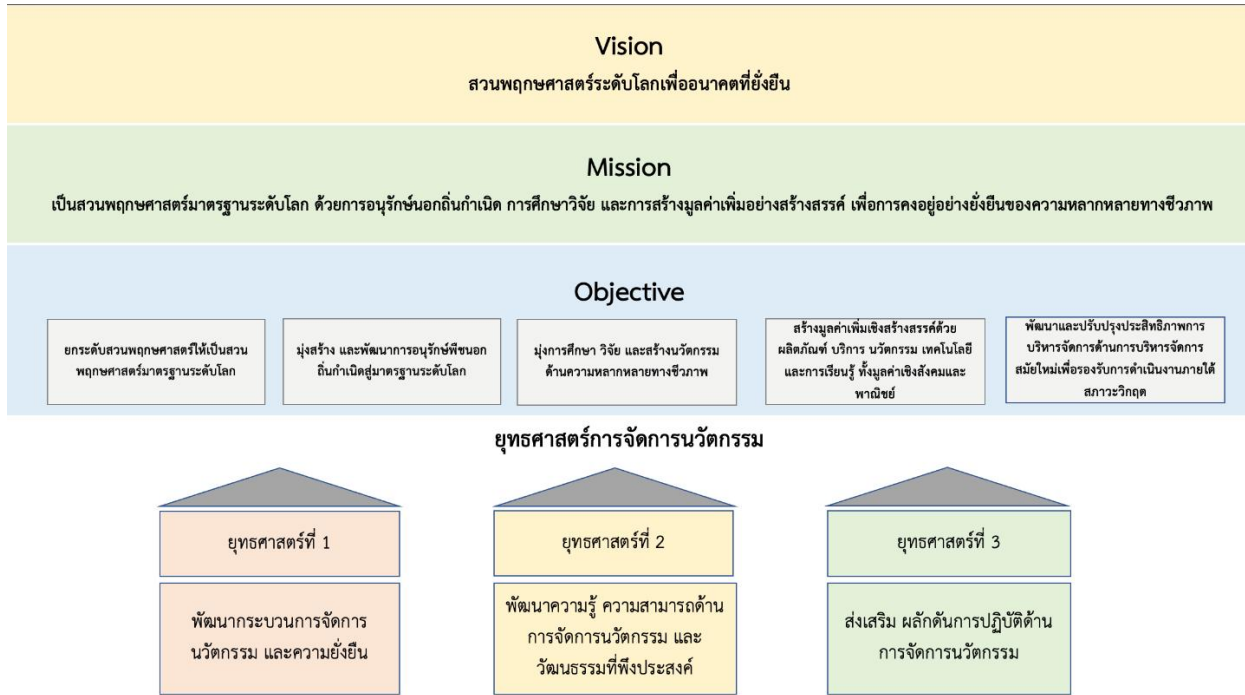 Vision
สวนพฤกษศาสตร์ระดับโลกเพื่ออนาคตที่ยั่งยืน
Mission
เป็นสวนพฤกษศาสตร์มาตรฐานระดับโลก ด้วยการอนุรักษ์นอกถิ่นกำเนิด การศึกษาวิจัย และการสร้างมูลค่าเพิ่มอย่างสร้างสรรค์ เพื่อการคงอยู่อย่างยั่งยืนของความหลากหลายทางชีวภาพ
Objective
ยกระดับสวนพฤกษศาสตร์ให้เป็นสวน
พฤกษศาสตร์มาตรฐานระดับโลก
มุ่งสร้าง และพัฒนาการอนุรักษ์พืชนอก
ถิ่นกำเนิดสู่มาตรฐานระดับโลก
มุ่งการศึกษา วิจัย และสร้างนวัตกรรม
ด้านความหลากหลายทางชีวภาพ
สร้างมูลค่าเพิ่มเชิงสร้างสรรค์ด้วย
ผลิตภัณฑ์ บริการ นวัตกรรม เทคโนโลยี
และการเรียนรู้ ทั้งมูลค่าเชิงสังคมและ
พาณิชย์
พัฒนาและปรับปรุงประสิทธิภาพการ
บริหารจัดการด้านการบริหารจัดการ
สมัยใหม่เพื่อรองรับการดำเนินงานภายใต้
สภาวะวิกฤต
ยุทธศาสตร์การจัดการนวัตกรรม
ยุทธศาสตร์ที่ 1
พัฒนากระบวนการจัดการ
นวัตกรรม และความยั่งยืน
ยุทธศาสตร์ที่ 2
พัฒนาความรู้ ความสามารถด้าน
การจัดการนวัตกรรม และ
วัฒนธรรมที่พึงประสงค์
ยุทธศาสตร์ที่ 3
ส่งเสริม ผลักดันการปฏิบัติด้าน
การจัดการนวัตกรรม